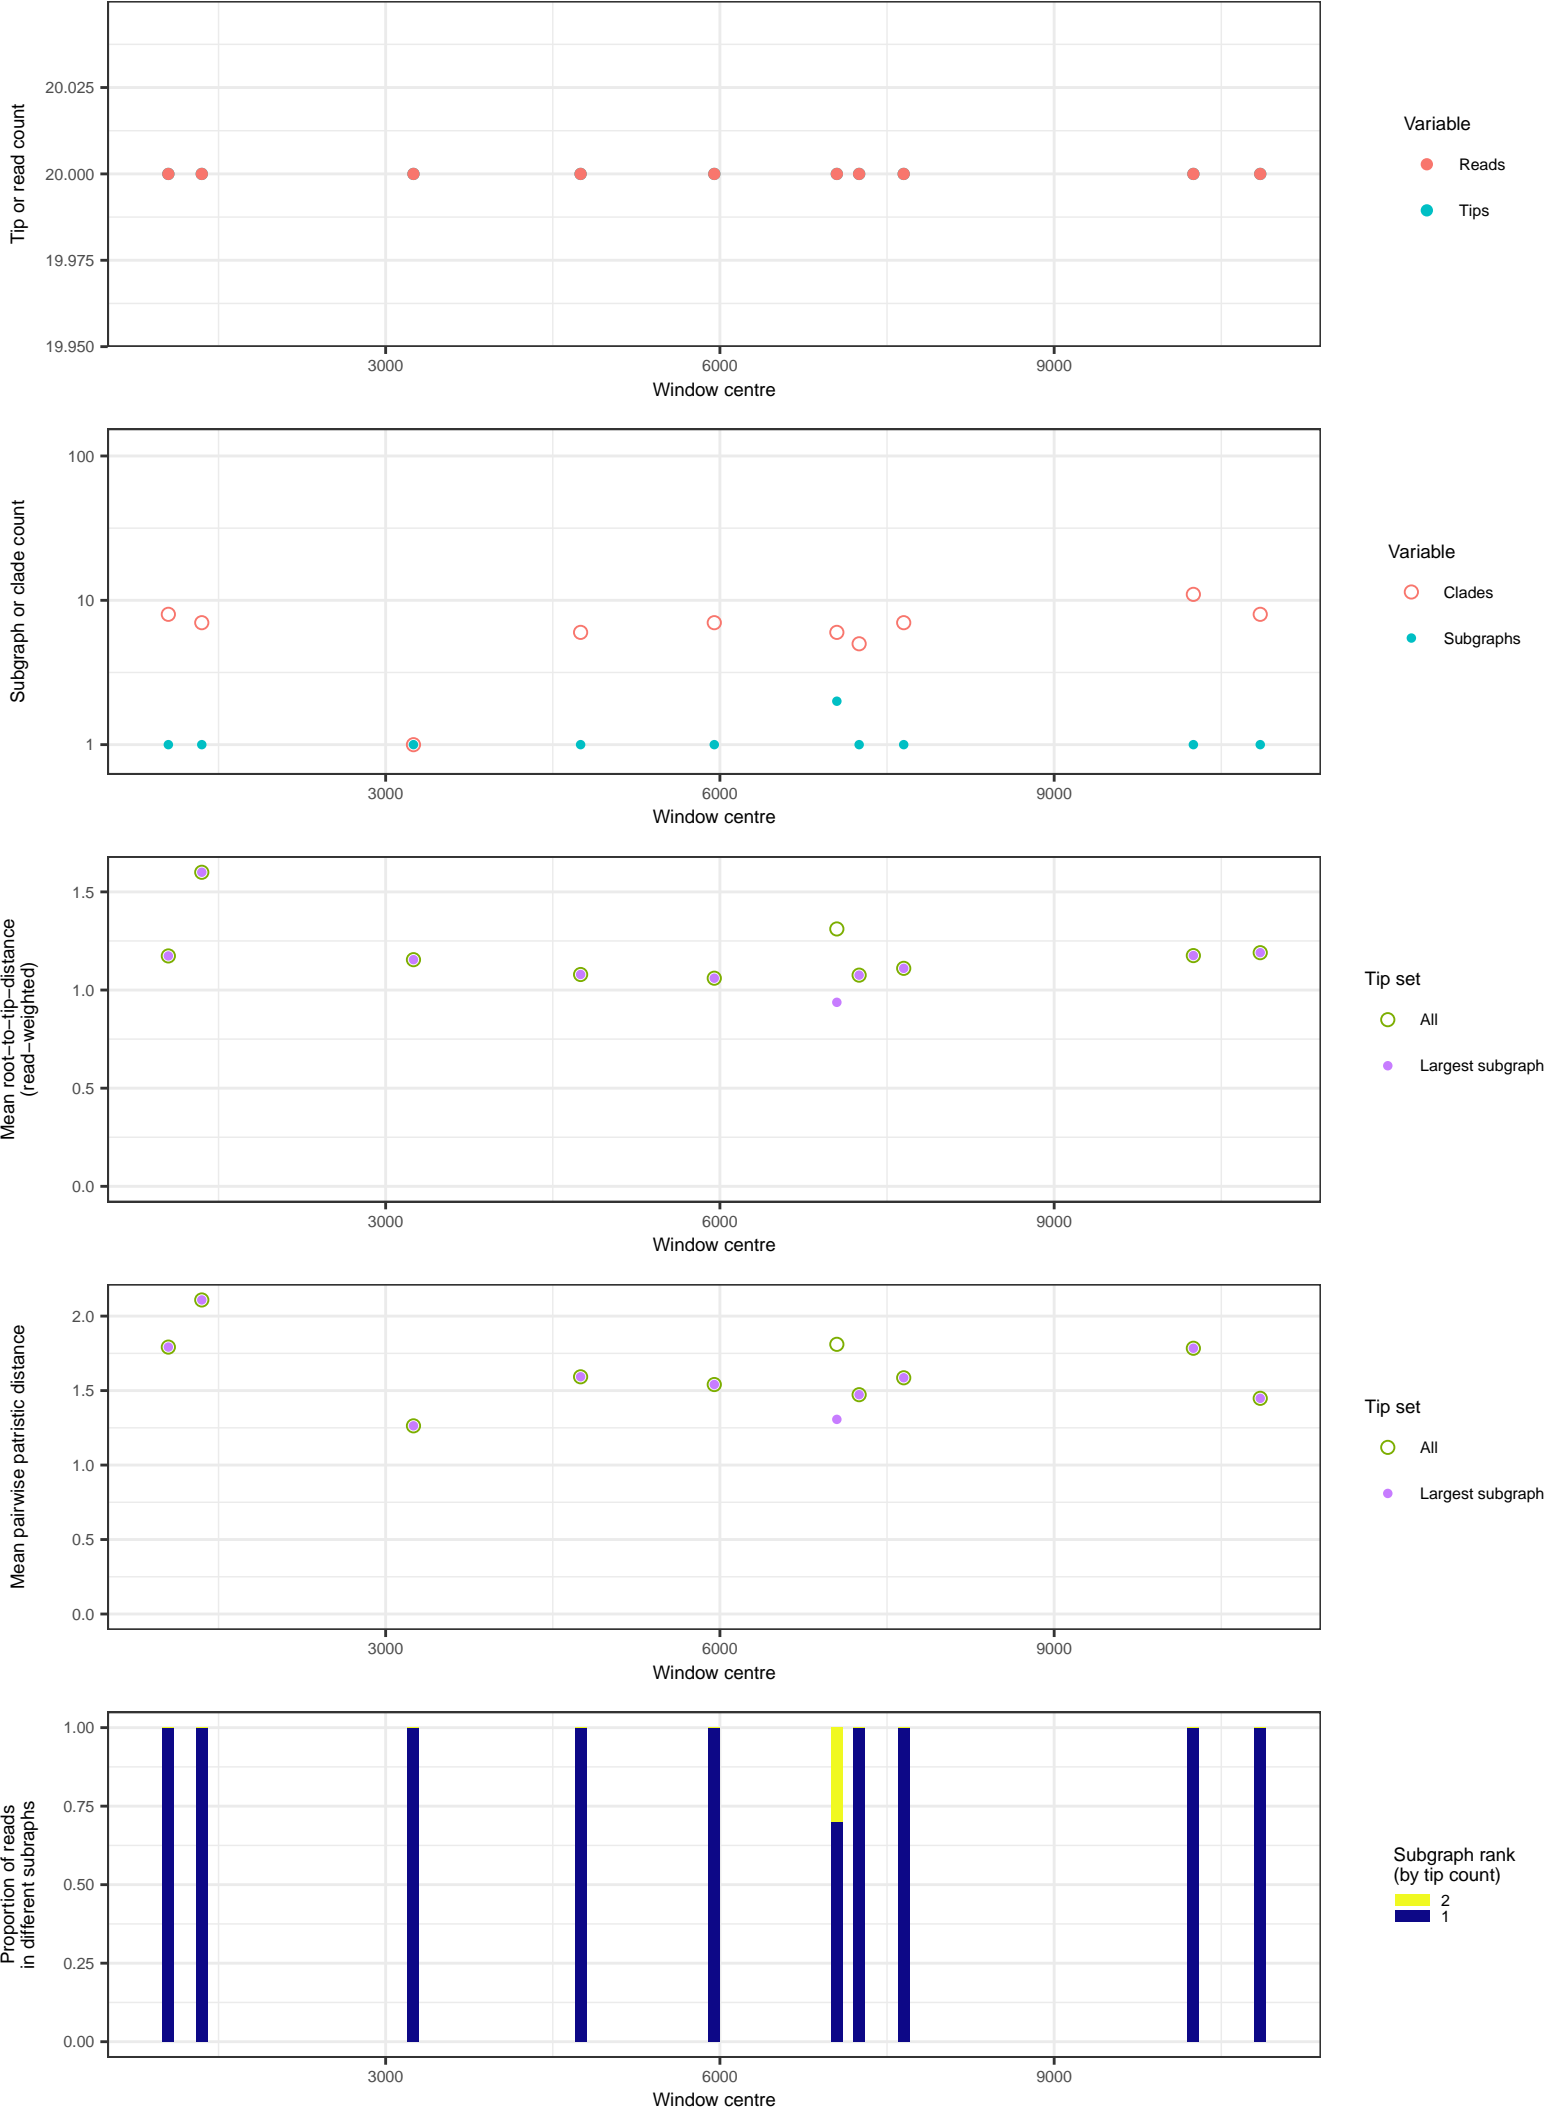 Tip or read count
20.025
20.000
19.975
19.950
3000
6000
9000
Window centre
Variable
Reads
Tips
Subgraph or clade count
100
10
1
3000
6000
9000
Window centre
Variable
Clades
Subgraphs
Mean root−to−tip−distance
(read−weighted)
1.5
1.0
0.5
0.0
3000
6000
9000
Window centre
Tip set
All
Largest subgraph
Mean pairwise patristic distance
2.0
1.5
1.0
0.5
0.0
3000
6000
9000
Window centre
Tip set
All
Largest subgraph
Proportion of reads
in different subraphs
1.00
0.75
0.50
0.25
0.00
3000
6000
9000
Window centre
Subgraph rank
(by tip count)
2
1